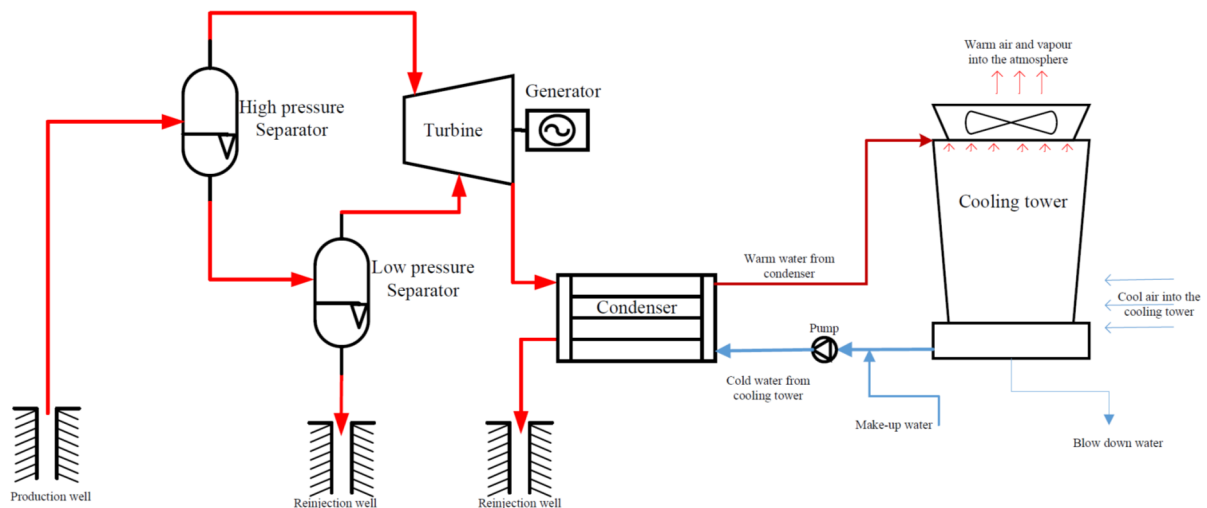 Warm air and vapour
into the atmosphere
High pressure
Separator
Generator
Turbine
Cooling tower
Low pressure
Separator
Warm water from
condenser
Condenser
Cool air into the
cooling tower
Pump
Cold water from
cooling tower
Make-up water
Blow down water
Production well
Reinjection well
Reinjection well